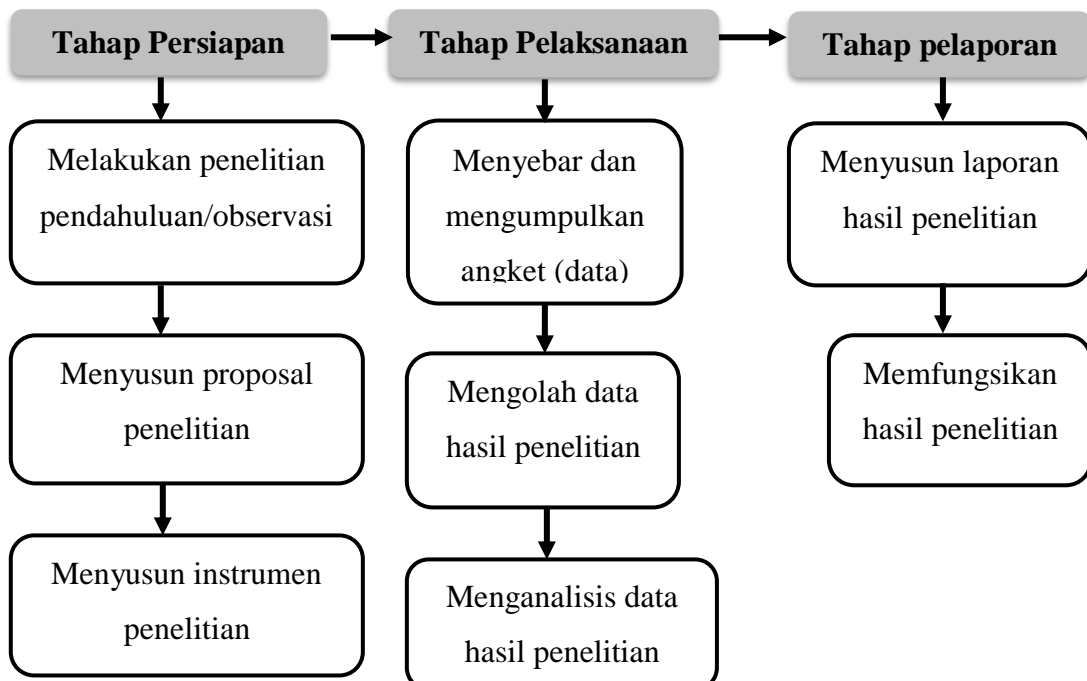 Tahap Persiapan
Melakukan penelitian
pendahuluan/observasi
Menyusun proposal
penelitian
Menyusun instrumen
penelitian
Tahap Pelaksanaan
Menyebar dan
mengumpulkan
angket (data)
Mengolah data
hasil penelitian
Menganalisis data
hasil penelitian
Tahap pelaporan
Menyusun laporan
hasil penelitian
Memfungsikan
hasil penelitian